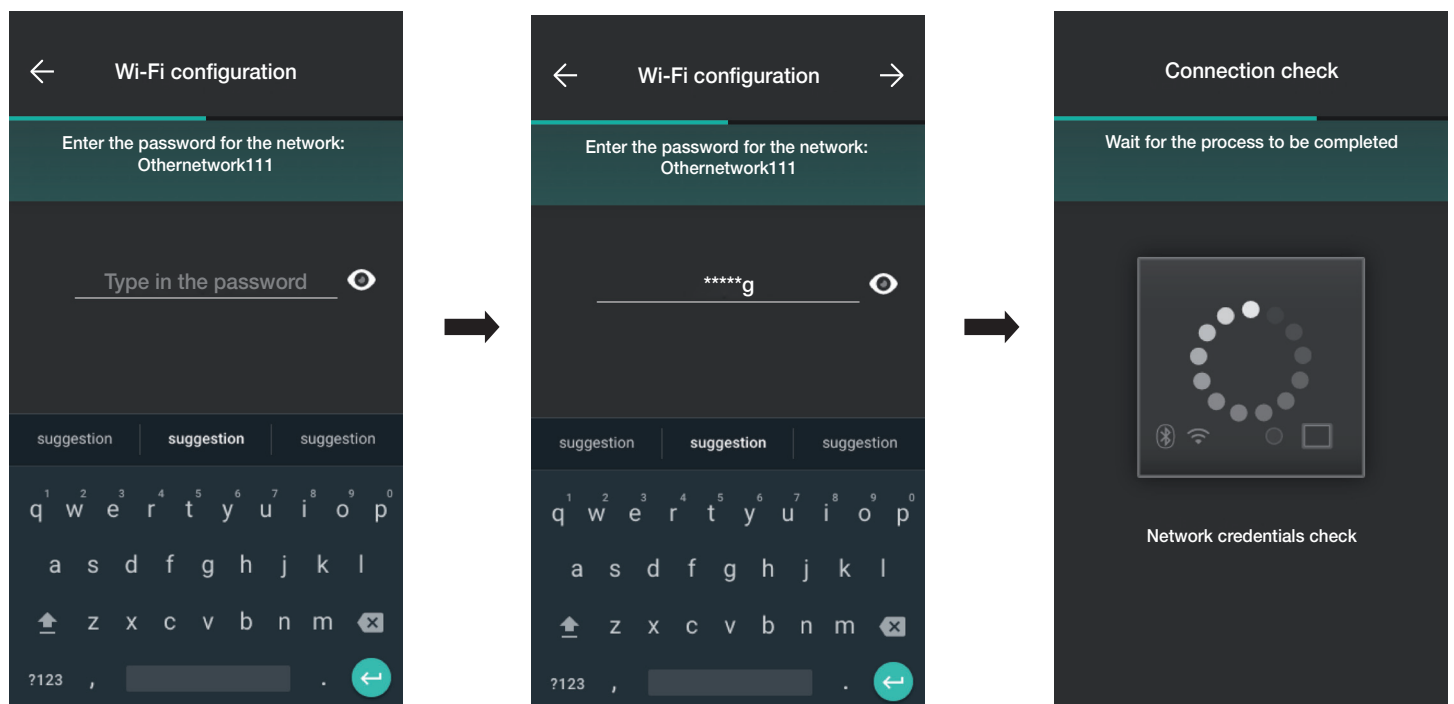 Wi-Fi configuration
Enter the password for the network:
Othernetwork111
Type in the password
suggestion suggestion suggestion
1 2 3 4 5 6 7 8 9 0
q w e r t y u i o p
a s d f g h j k l
z x c v b n m
?123 , .
Wi-Fi configuration
Enter the password for the network:
Othernetwork111
*****g
suggestion suggestion suggestion
1 2 3 4 5 6 7 8 9 0
q w e r t y u i o p
a s d f g h j k l
z x c v b n m
?123 , .
Connection check
Wait for the process to be completed
Network credentials check